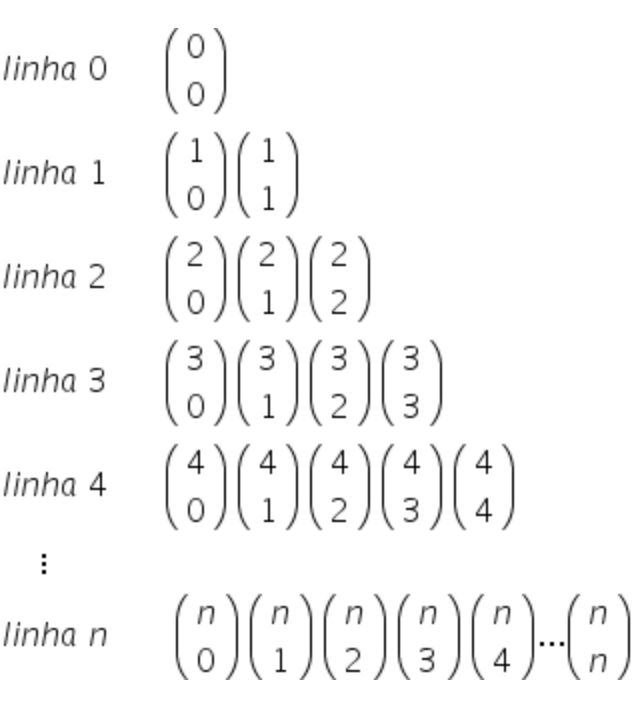 linha 0 (0 0)
linha 1 (1 0) (1 1)
linha 2 (2 0) (2 1) (2 2)
linha 3 (3 0) (3 1) (3 2) (3 3)
linha 4 (4 0) (4 1) (4 2) (4 3) (4 4)
⋮
linha n (n 0) (n 1) (n 2) (n 3) (n 4) ... (n n)